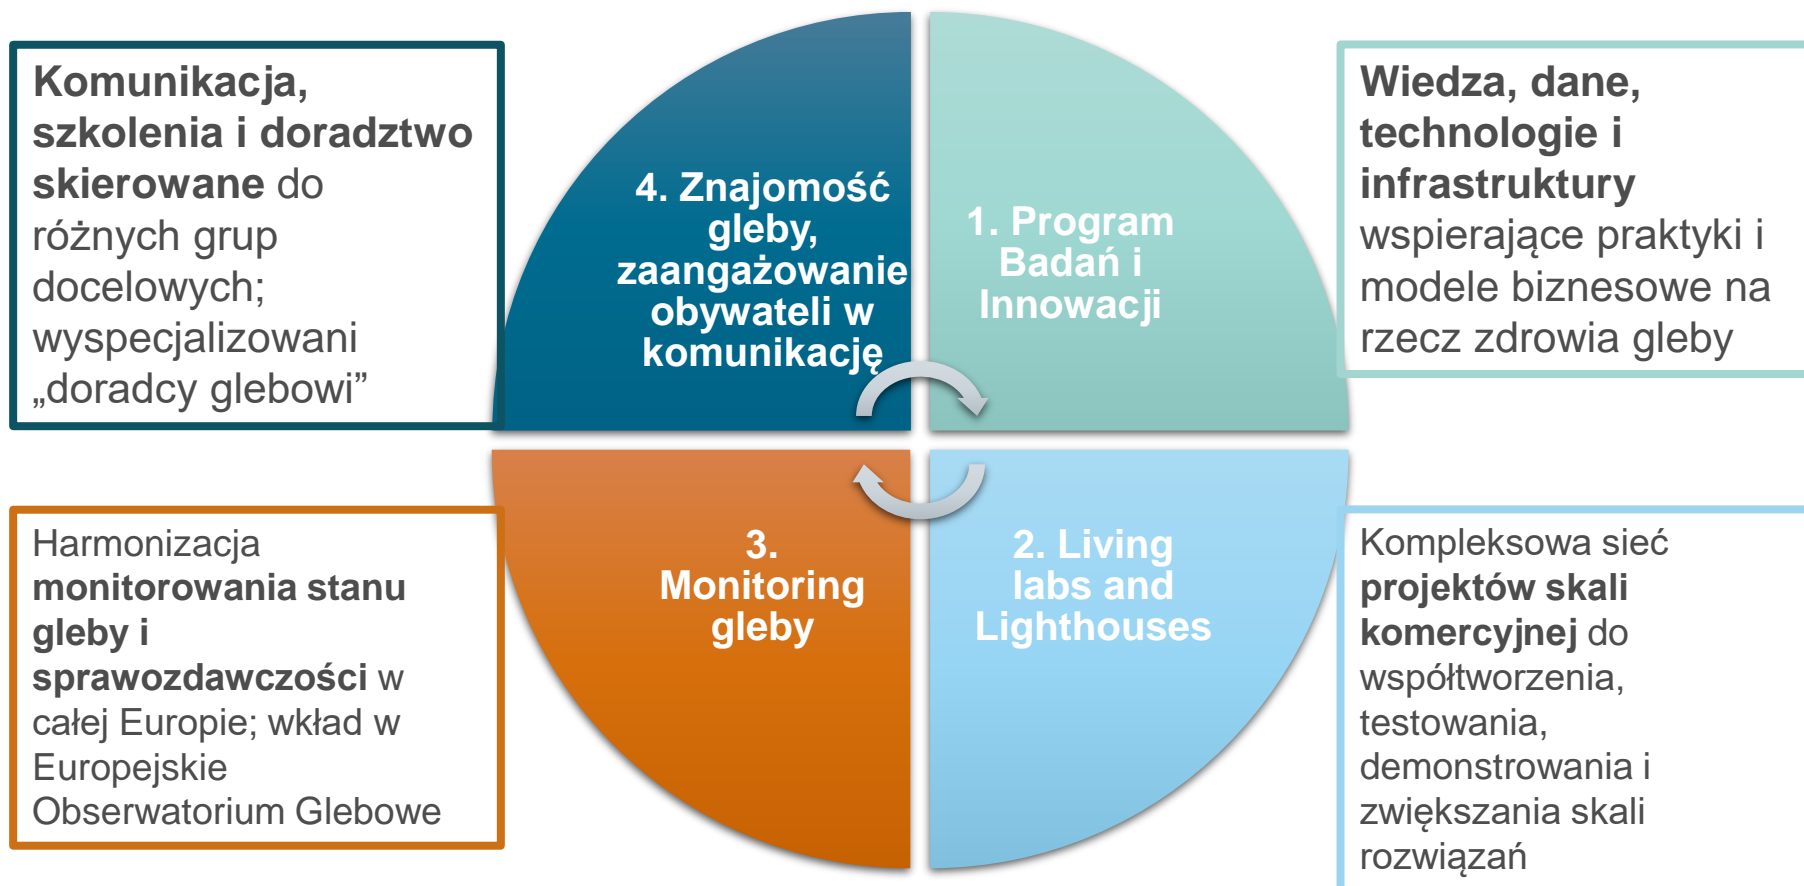 Komunikacja,
szkolenia i doradztwo
skierowane do
różnych grup
docelowych;
wyspecjalizowani
„doradcy glebowi”
4. Znajomość
gleby,
zaangażowanie
obywateli w
komunikację
1. Program
Badań i
Innowacji
Wiedza, dane,
technologie i
infrastruktury
wspierające praktyki i
modele biznesowe na
rzecz zdrowia gleby
Harmonizacja
monitorowania stanu
gleby i
sprawozdawczości w
całej Europie; wkład w
Europejskie
Obserwatorium Glebowe
3.
Monitoring
gleby
2. Living
labs and
Lighthouses
Kompleksowa sieć
projektów skali
komercyjnej do
współtworzenia,
testowania,
demonstrowania i
zwiększania skali
rozwiązań